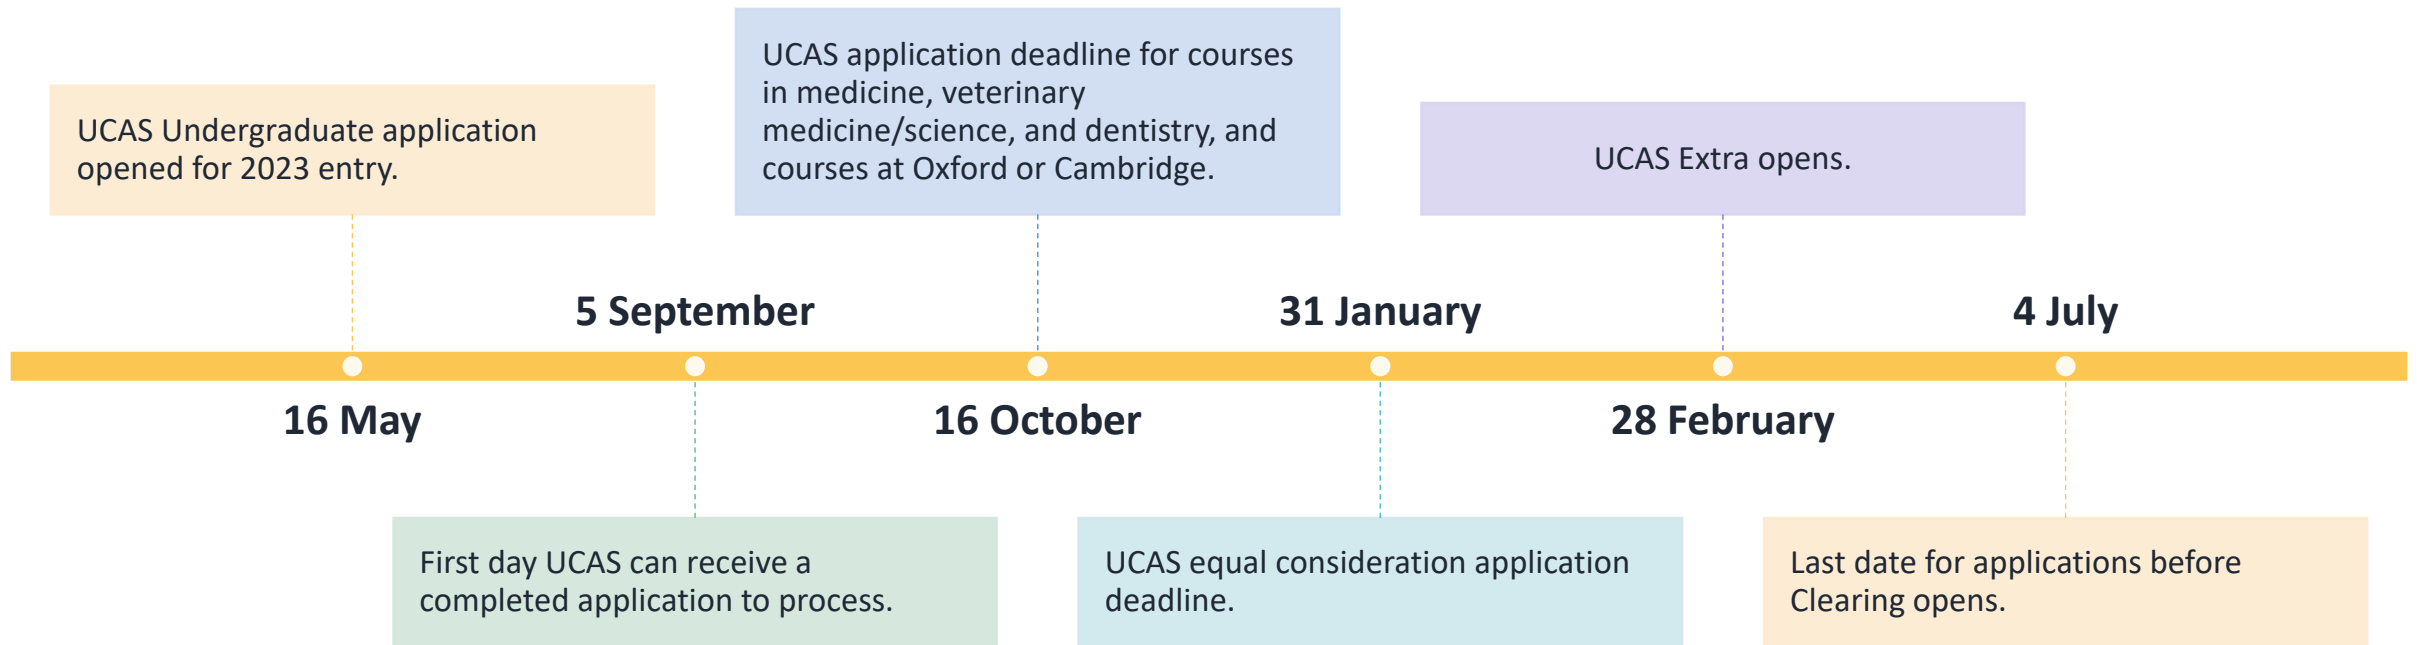 UCAS Undergraduate application
opened for 2023 entry.
16 May
5 September
First day UCAS can receive a
completed application to process.
UCAS application deadline for courses
in medicine, veterinary
medicine/science, and dentistry, and
courses at Oxford or Cambridge.
16 October
31 January
UCAS equal consideration application
deadline.
UCAS Extra opens.
28 February
4 July
Last date for applications before
Clearing opens.